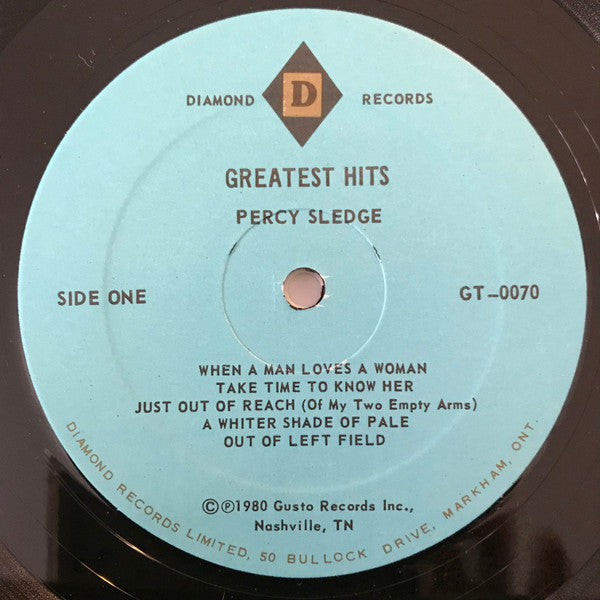 DIAMOND D RECORDS
GREATEST HITS
PERCY SLEDGE
SIDE ONE
GT-0070
WHEN A MAN LOVES A WOMAN
TAKE TIME TO KNOW HER
JUST OUT OF REACH (Of My Two Empty Arms)
A WHITER SHADE OF PALE
OUT OF LEFT FIELD
©℗1980 Gusto Records Inc.,
Nashville, TN
DIAMOND RECORDS LIMITED, 50 BULLOCK DRIVE, MARKHAM, ONT.